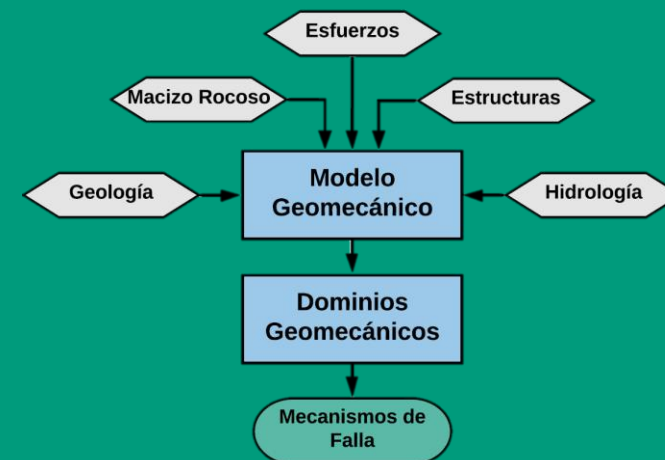 Esfuerzos
Macizo Rocoso
Estructuras
Modelo
Geomecánico
Geología
Hidrología
Dominios
Geomecánicos
Mecanismos de
Falla